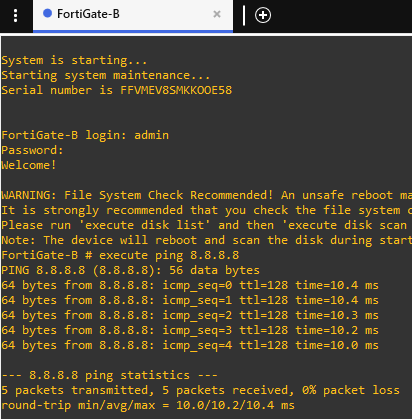 FortiGate-B
System is starting...
Starting system maintenance...
Serial number is FFVMEV8SMKKOOE58
FortiGate-B login: admin
Password:
Welcome!
WARNING: File System Check Recommended! An unsafe reboot ma
It is strongly recommended that you check the file system c
Please run 'execute disk list' and then 'execute disk scan
Note: The device will reboot and scan the disk during start
FortiGate-B # execute ping 8.8.8.8
PING 8.8.8.8 (8.8.8.8): 56 data bytes
64 bytes from 8.8.8.8: icmp_seq=0 ttl=128 time=10.4 ms
64 bytes from 8.8.8.8: icmp_seq=1 ttl=128 time=10.4 ms
64 bytes from 8.8.8.8: icmp_seq=2 ttl=128 time=10.3 ms
64 bytes from 8.8.8.8: icmp_seq=3 ttl=128 time=10.2 ms
64 bytes from 8.8.8.8: icmp_seq=4 ttl=128 time=10.0 ms
--- 8.8.8.8 ping statistics ---
5 packets transmitted, 5 packets received, 0% packet loss
round-trip min/avg/max = 10.0/10.2/10.4 ms